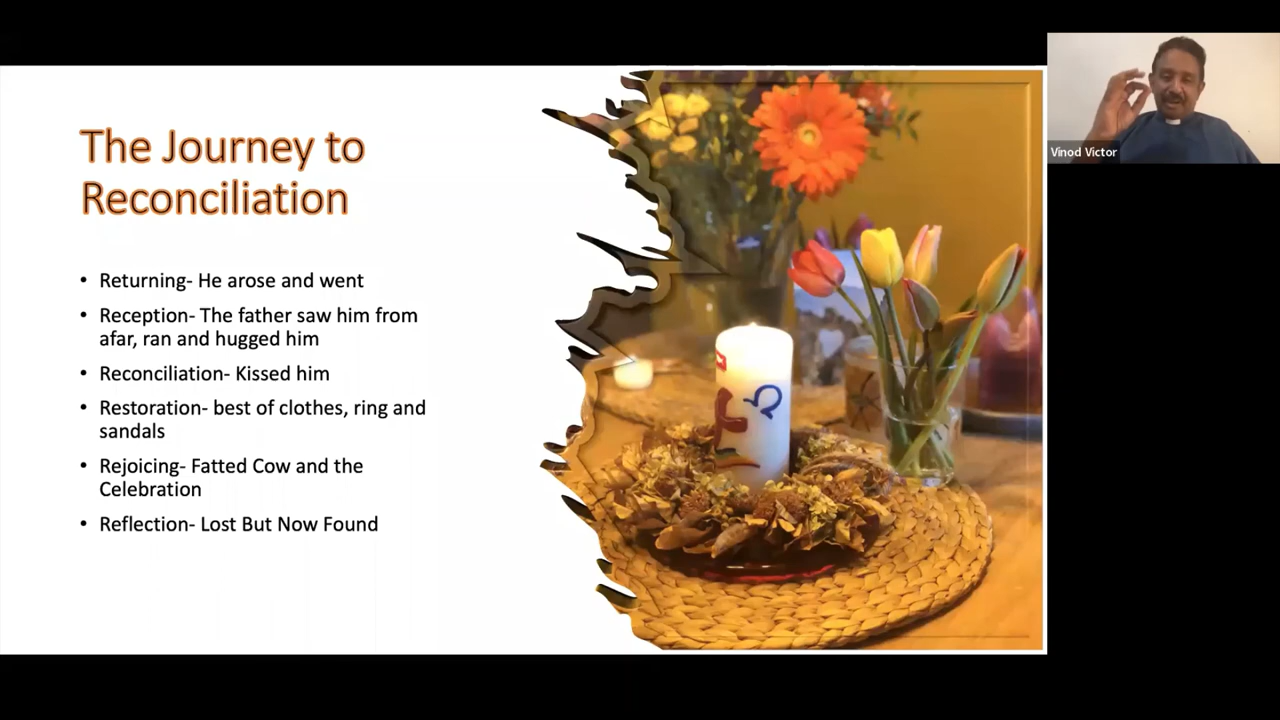 The Journey to
Reconciliation
• Returning- He arose and went
• Reception- The father saw him from
afar, ran and hugged him
• Reconciliation- Kissed him
• Restoration- best of clothes, ring and
sandals
• Rejoicing- Fatted Cow and the
Celebration
• Reflection- Lost But Now Found
Vinod Victor